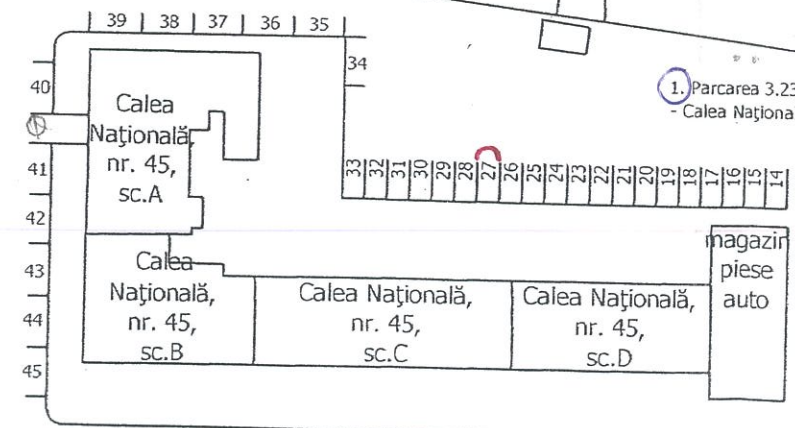 39 38 37 36 35
34
40
1. Parcarea 3.23
- Calea Naţiona
Calea
Naţională,
nr. 45,
sc.A
41
33 32 31 30 29 28 27 26 25 24 23 22 21 20 19 18 17 16 15 14
42
43
44
45
Calea
Naţională,
nr. 45,
sc.B
Calea Naţională,
nr. 45,
sc.C
Calea Naţională,
nr. 45,
sc.D
magazin
piese
auto